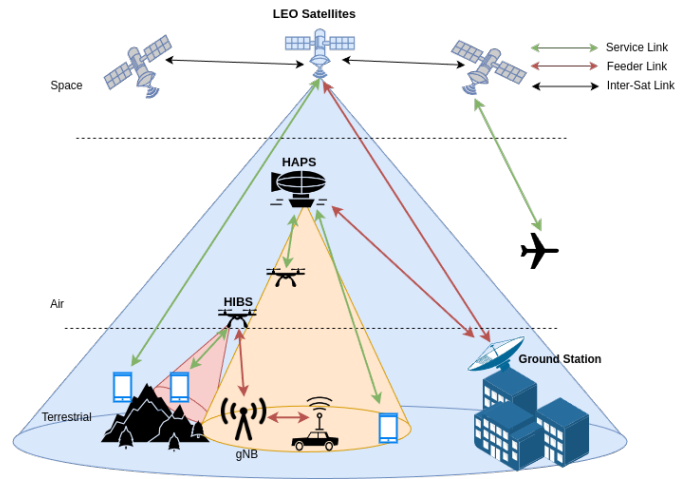 LEO Satellites
Service Link
Feeder Link
Inter-Sat Link
Space
HAPS
Air
HIBS
Ground Station
Terrestrial
gNB